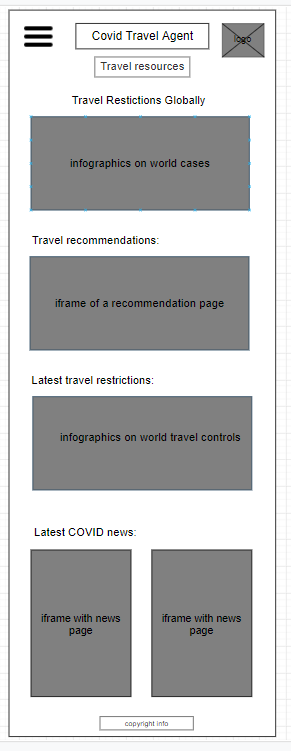 Covid Travel Agent
logo
Travel resources
Travel Restictions Globally
infographics on world cases
Travel recommendations:
iframe of a recommendation page
Latest travel restrictions:
infographics on world travel controls
Latest COVID news:
iframe with news
page
iframe with news
page
copyright info